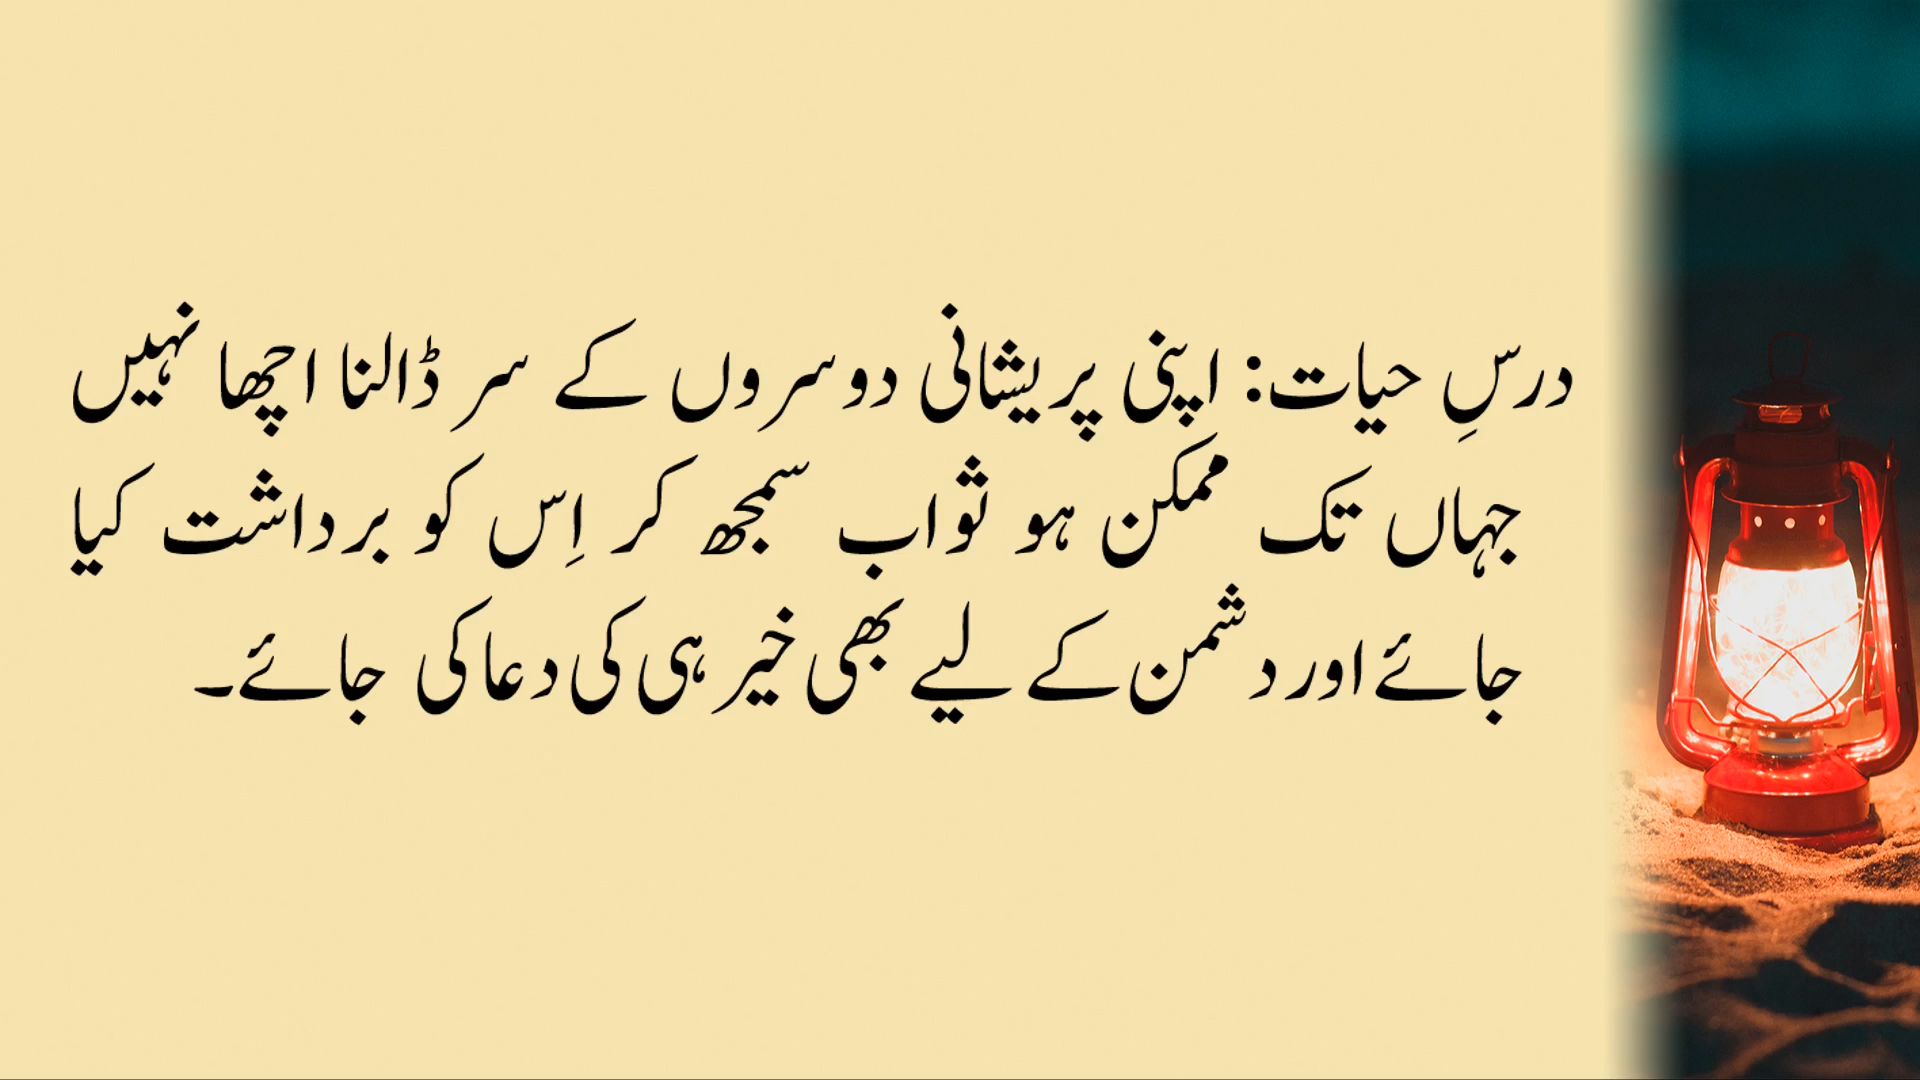 درسِ حیات: اپنی پریشانی دوسروں کے سر ڈالنا اچھا نہیں
جہاں تک ممکن ہو ثواب سمجھ کر اِس کو برداشت کیا
جائے اور دشمن کے لیے بھی خیر ہی کی دعا کی جائے۔